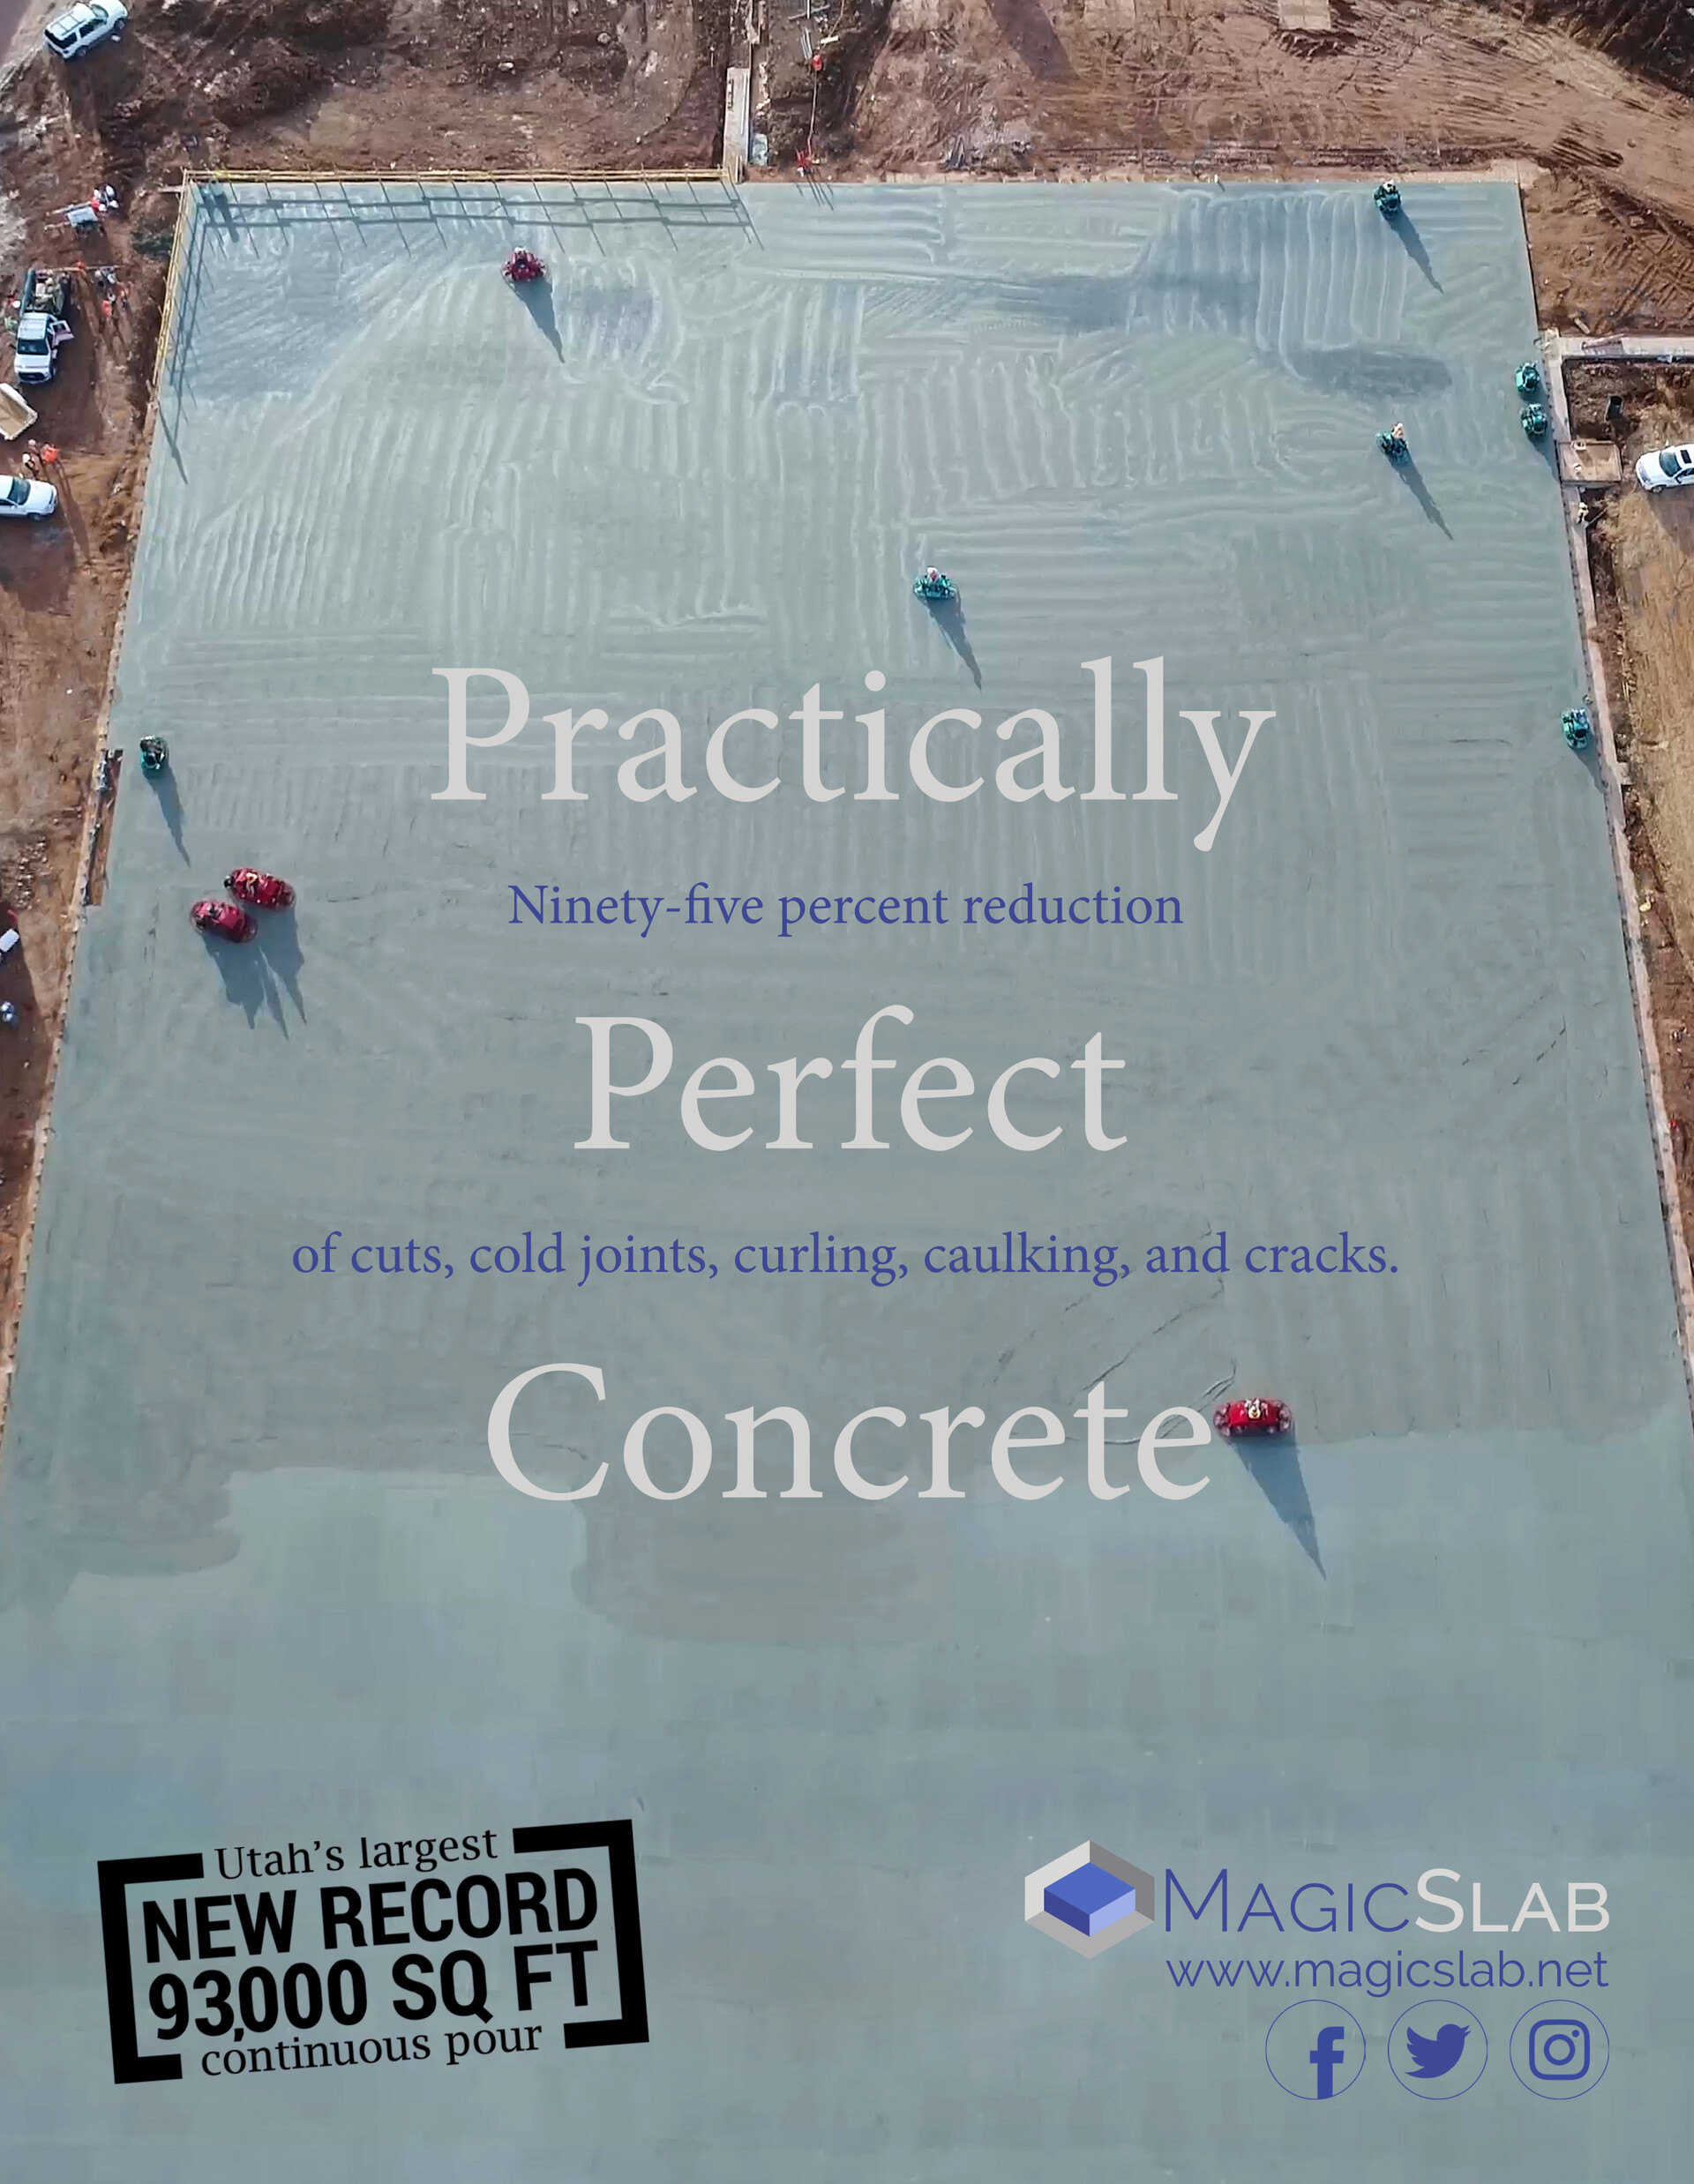 Practically
Ninety-five percent reduction
Perfect
of cuts, cold joints, curling, caulking, and cracks.
Concrete
Utah's largest
NEW RECORD
93,000 SQ FT
continuous pour
MAGICSLAB
www.magicslab.net